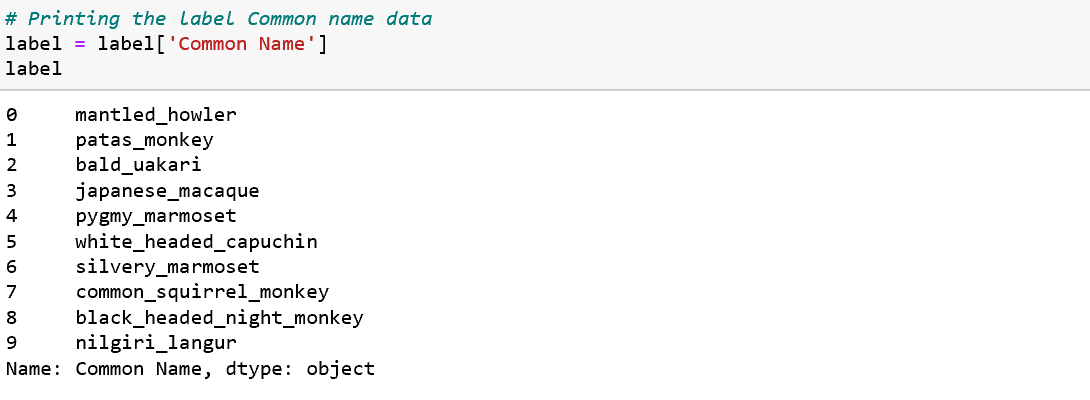 # Printing the label Common name data
label = label['Common Name']
label
0 mantled_howler
1 patas_monkey
2 bald_uakari
3 japanese_macaque
4 pygmy_marmoset
5 white_headed_capuchin
6 silvery_marmoset
7 common_squirrel_monkey
8 black_headed_night_monkey
9 nilgiri_langur
Name: Common Name, dtype: object